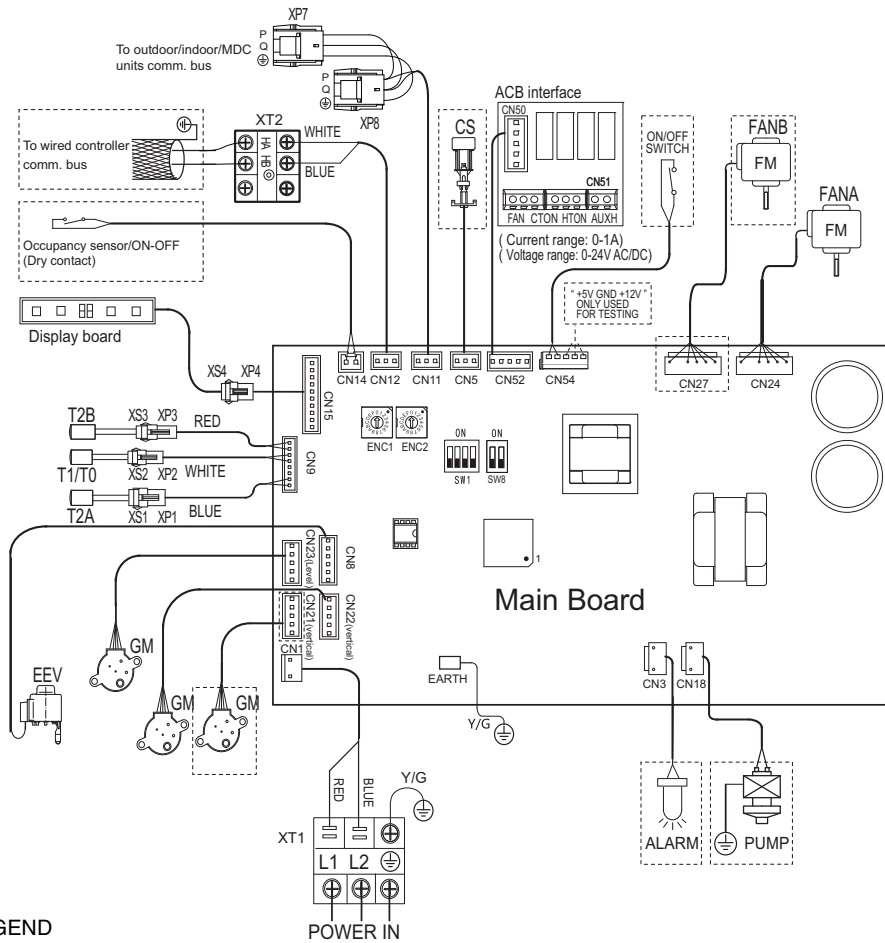 XP7
P
Q
To outdoor/indoor/MDC
units comm. bus
P
Q
XP8
XT2
WHITE
To wired controller
comm. bus
HA
HB
BLUE
Occupancy sensor/ON-OFF
(Dry contact)
Display board
CS
ACB interface
CN50
CN51
FAN CTON HTON AUXH
( Current range: 0-1A)
( Voltage range: 0-24V AC/DC)
ON/OFF
SWITCH
" +5V GND +12V "
ONLY USED
FOR TESTING
FANB
FM
FANA
FM
CN14
CN12
CN11
CN5
CN52
CN54
CN27
CN24
XS4 XP4
CN15
T2B
XS3 XP3
RED
T1/T0
XS2 XP2
WHITE
T2A
XS1 XP1
BLUE
CN9
ENC1
ENC2
ON
SW1
ON
SW8
1
Main Board
CN23(Level)
CN8
CN21(vertical)
CN22(vertical)
CN1
GM
GM
GM
EEV
EARTH
Y/G
CN3
CN18
ALARM
PUMP
RED
BLUE
Y/G
XT1
L1 L2
POWER IN
GEND